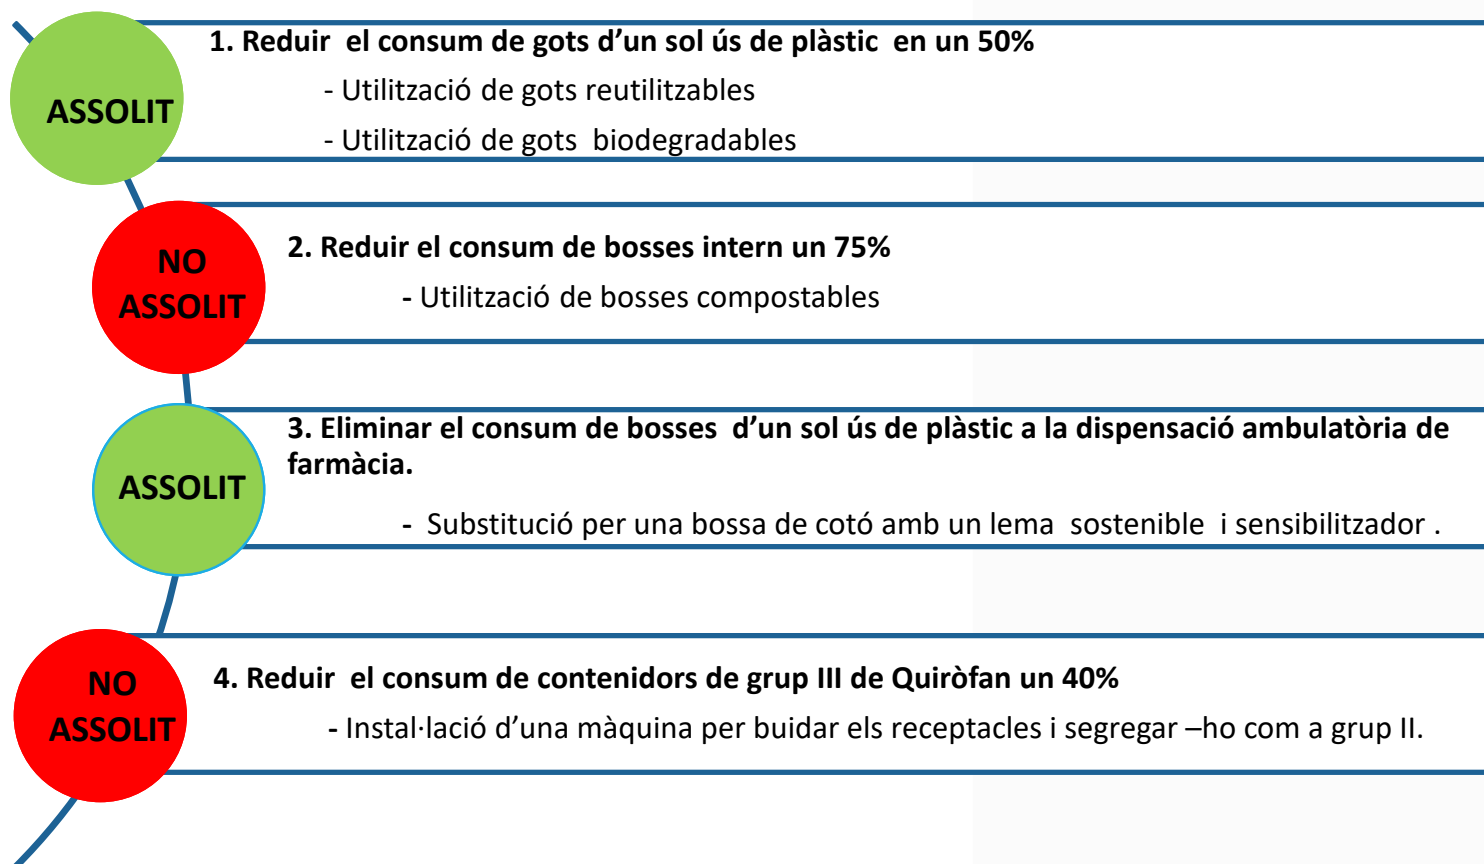 1. Reduir el consum de gots d’un sol ús de plàstic en un 50%
- Utilització de gots reutilitzables
ASSOLIT
- Utilització de gots biodegradables
NO
ASSOLIT
2. Reduir el consum de bosses intern un 75%
- Utilització de bosses compostables
3. Eliminar el consum de bosses d’un sol ús de plàstic a la dispensació ambulatòria de
farmàcia.
ASSOLIT
- Substitució per una bossa de cotó amb un lema sostenible i sensibilitzador .
NO
ASSOLIT
4. Reduir el consum de contenidors de grup III de Quiròfan un 40%
- Instal·lació d’una màquina per buidar els receptacles i segregar –ho com a grup II.